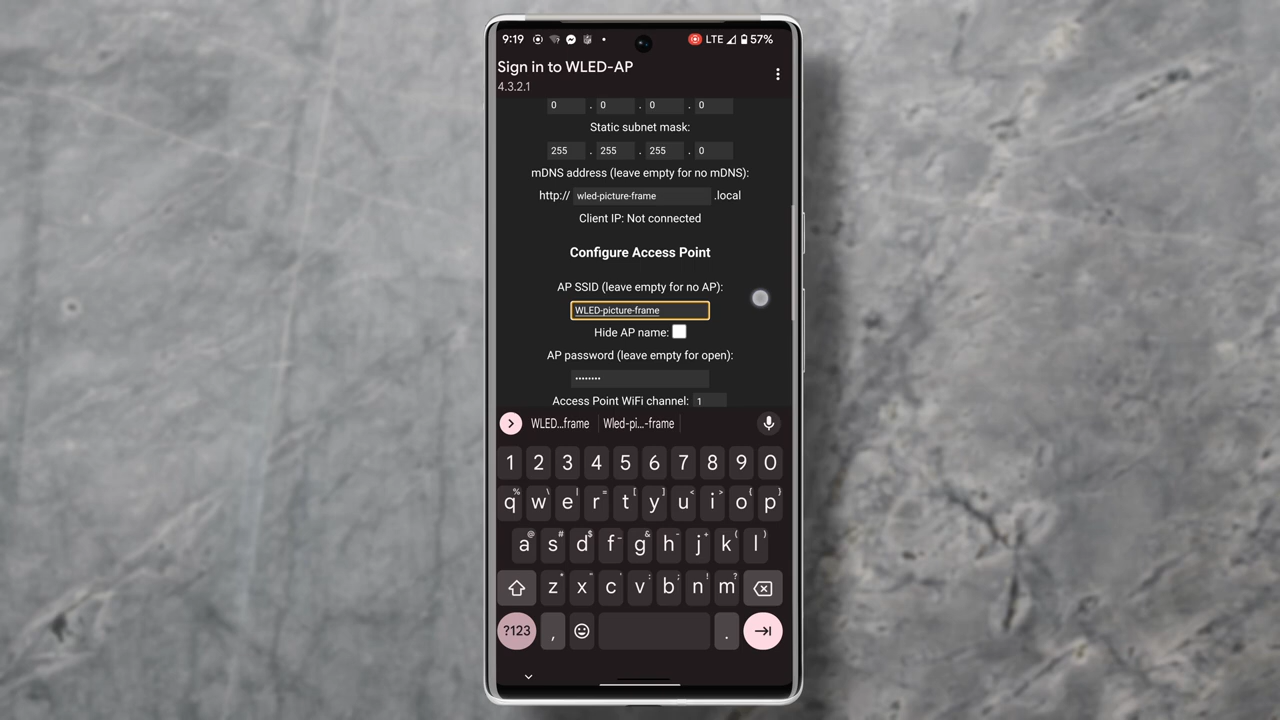 9:19 LTE 57%
Sign in to WLED-AP
4.3.2.1
0 . 0 . 0 . 0
Static subnet mask:
255 . 255 . 255 . 0
mDNS address (leave empty for no mDNS):
http:// wled-picture-frame .local
Client IP: Not connected
Configure Access Point
AP SSID (leave empty for no AP):
WLED-picture-frame
Hide AP name:
AP password (leave empty for open):
••••••••
Access Point WiFi channel: 1
WLED...frame Wled-pi...-frame
1 2 3 4 5 6 7 8 9 0
q w e r t y u i o p
a s d f g h j k l
z x c v b n m
?123 , .